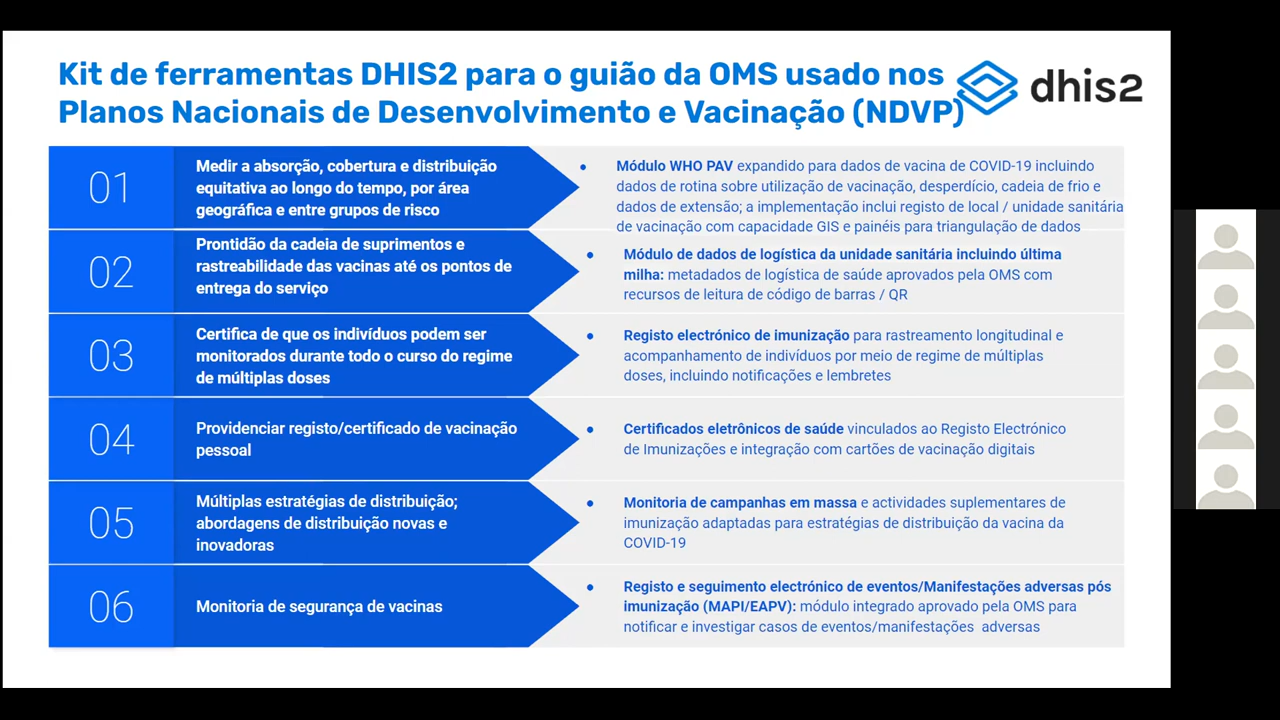 Kit de ferramentas DHIS2 para o guião da OMS usado nos
Planos Nacionais de Desenvolvimento e Vacinação (NDVP)
dhis2
01
Medir a absorção, cobertura e distribuição
equitativa ao longo do tempo, por área
geográfica e entre grupos de risco
• Módulo WHO PAV expandido para dados de vacina de COVID-19 incluindo
dados de rotina sobre utilização de vacinação, desperdício, cadeia de frio e
dados de extensão; a implementação inclui registo de local / unidade sanitária
de vacinação com capacidade GIS e painéis para triangulação de dados
02
Prontidão da cadeia de suprimentos e
rastreabilidade das vacinas até os pontos de
entrega do serviço
• Módulo de dados de logística da unidade sanitária incluindo última
milha: metadados de logística de saúde aprovados pela OMS com
recursos de leitura de código de barras / QR
03
Certifica de que os indivíduos podem ser
monitorados durante todo o curso do regime
de múltiplas doses
• Registo electrónico de imunização para rastreamento longitudinal e
acompanhamento de indivíduos por meio de regime de múltiplas
doses, incluindo notificações e lembretes
04
Providenciar registo/certificado de vacinação
pessoal
• Certificados eletrônicos de saúde vinculados ao Registo Electrónico
de Imunizações e integração com cartões de vacinação digitais
05
Múltiplas estratégias de distribuição;
abordagens de distribuição novas e
inovadoras
• Monitoria de campanhas em massa e actividades suplementares de
imunização adaptadas para estratégias de distribuição da vacina da
COVID-19
06
Monitoria de segurança de vacinas
• Registo e seguimento electrónico de eventos/Manifestações adversas pós
imunização (MAPI/EAPV): módulo integrado aprovado pela OMS para
notificar e investigar casos de eventos/manifestações adversas